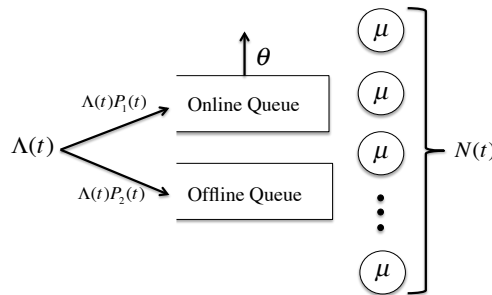 μ
θ
Λ(t)P₁(t)
Online Queue
μ
Λ(t)
μ
N(t)
Λ(t)P₂(t)
Offline Queue
μ